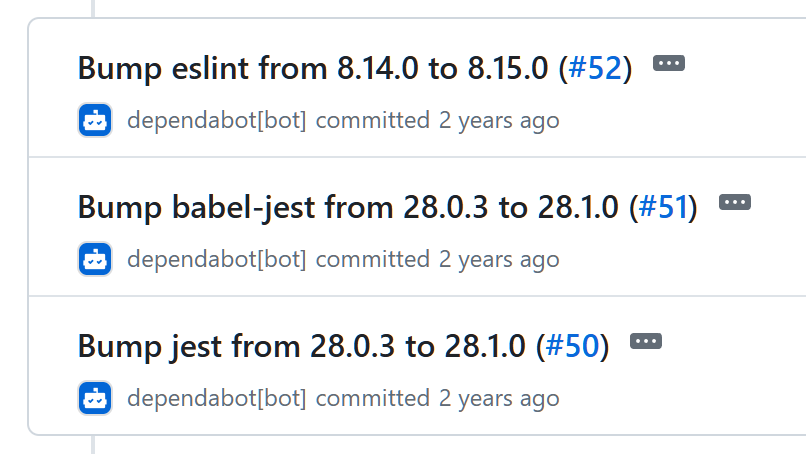 Bump eslint from 8.14.0 to 8.15.0 (#52)
dependabot[bot] committed 2 years ago
Bump babel-jest from 28.0.3 to 28.1.0 (#51)
dependabot[bot] committed 2 years ago
Bump jest from 28.0.3 to 28.1.0 (#50)
dependabot[bot] committed 2 years ago